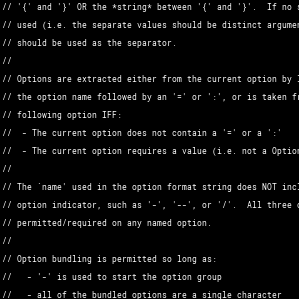 // '{' and '}' OR the *string* between '{' and '}'.  If no s
// used (i.e. the separate values should be distinct argumen
// should be used as the separator.
//
// Options are extracted either from the current option by l
// the option name followed by an '=' or ':', or is taken fr
// following option IFF:
//  - The current option does not contain a '=' or a ':'
//  - The current option requires a value (i.e. not a Option
//
// The `name' used in the option format string does NOT incl
// option indicator, such as '-', '--', or '/'.  All three o
// permitted/required on any named option.
//
// Option bundling is permitted so long as:
//   - '-' is used to start the option group
//   - all of the bundled options are a single character